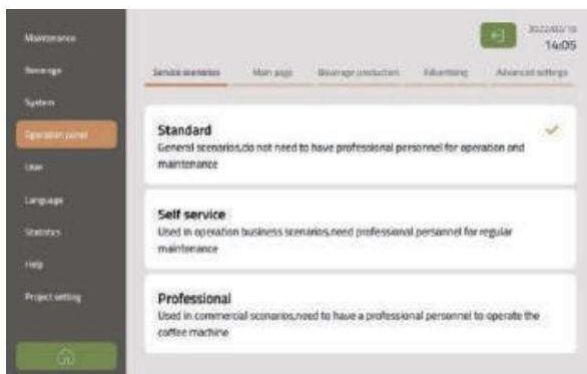 Maintenance
Beverage
System
Operation panel
User
Language
Statistics
Help
Project setting
14:05
Service scenarios
Main page
Beverage production
Advertising
Advanced settings
Standard
General scenarios,do not need to have professional personnel for operation and
maintenance
Self service
Used in operation business scenarios,need professional personnel for regular
maintenance
Professional
Used in commercial scenarios,need to have a professional personnel to operate the
coffee machine